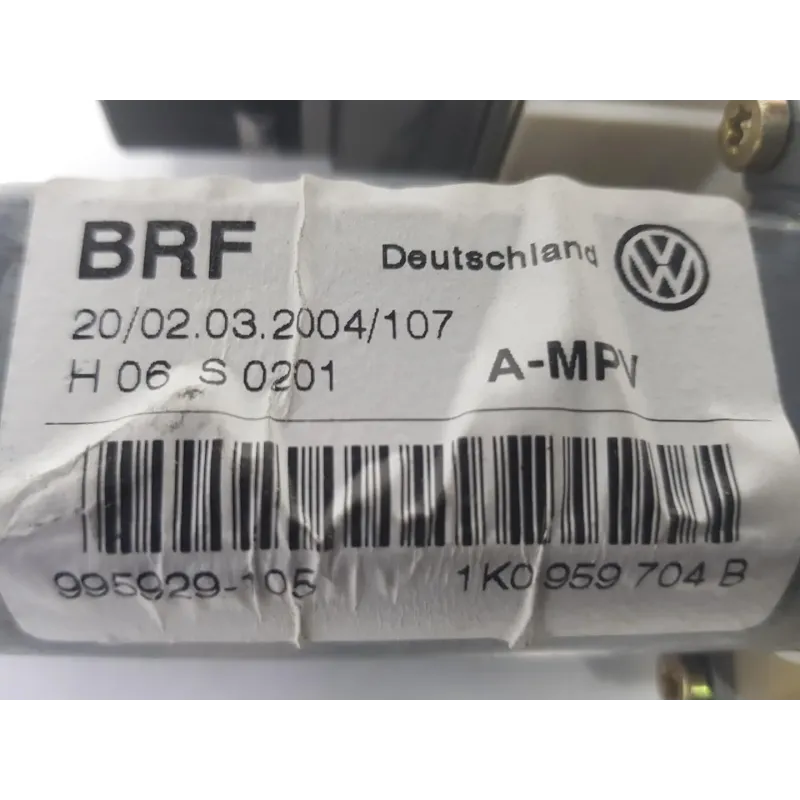 BRF
Deutschland
20/02.03.2004/107
H 06 S 0201
A-MPV
995929-105
1K0 959 704 B